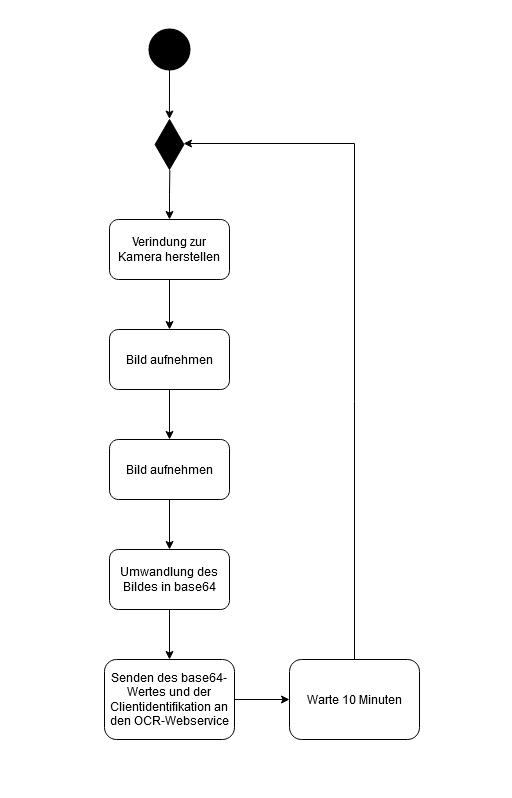 Verindung zur
Kamera herstellen
Bild aufnehmen
Bild aufnehmen
Umwandlung des
Bildes in base64
Senden des base64-
Wertes und der
Clientidentifikation an
den OCR-Webservice
Warte 10 Minuten